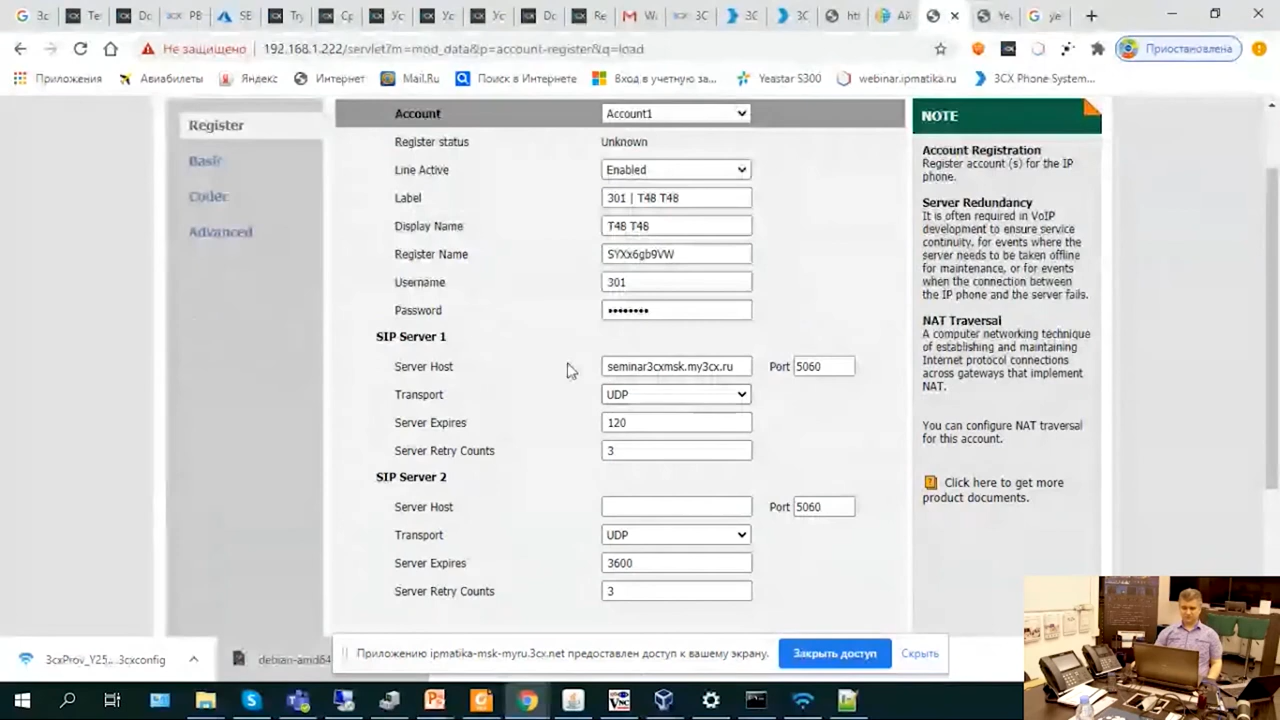 Не защищено
192.168.1.222/servlet?m=mod_data&p=account-register&q=load
Приостановлена
Приложения
Авиабилеты
Яндекс
Интернет
Mail.Ru
Поиск в Интернете
Вход в учетную за...
Yeastar S300
webinar.ipmatika.ru
3CX Phone System...
Register
Basic
Codec
Advanced
Account Account1
Register status Unknown
Line Active Enabled
Label 301 | T48 T48
Display Name T48 T48
Register Name SYXx6gb9VW
Username 301
Password ••••••••
SIP Server 1
Server Host seminar3cxmsk.my3cx.ru Port 5060
Transport UDP
Server Expires 120
Server Retry Counts 3
SIP Server 2
Server Host Port 5060
Transport UDP
Server Expires 3600
Server Retry Counts 3
NOTE
Account Registration
Register account (s) for the IP
phone.
Server Redundancy
It is often required in VoIP
development to ensure service
continuity, for events where the
server needs to be taken offline
for maintenance, or for events
when the connection between
the IP phone and the server fails.
NAT Traversal
A computer networking technique
of establishing and maintaining
Internet protocol connections
across gateways that implement
NAT.
You can configure NAT traversal
for this account.
Click here to get more
product documents.
3cxProv_Y25...3cxconfig
debian-amd64
Приложению ipmatika-msk-myru.3cx.net предоставлен доступ к вашему экрану.
Закрыть доступ
Скрыть